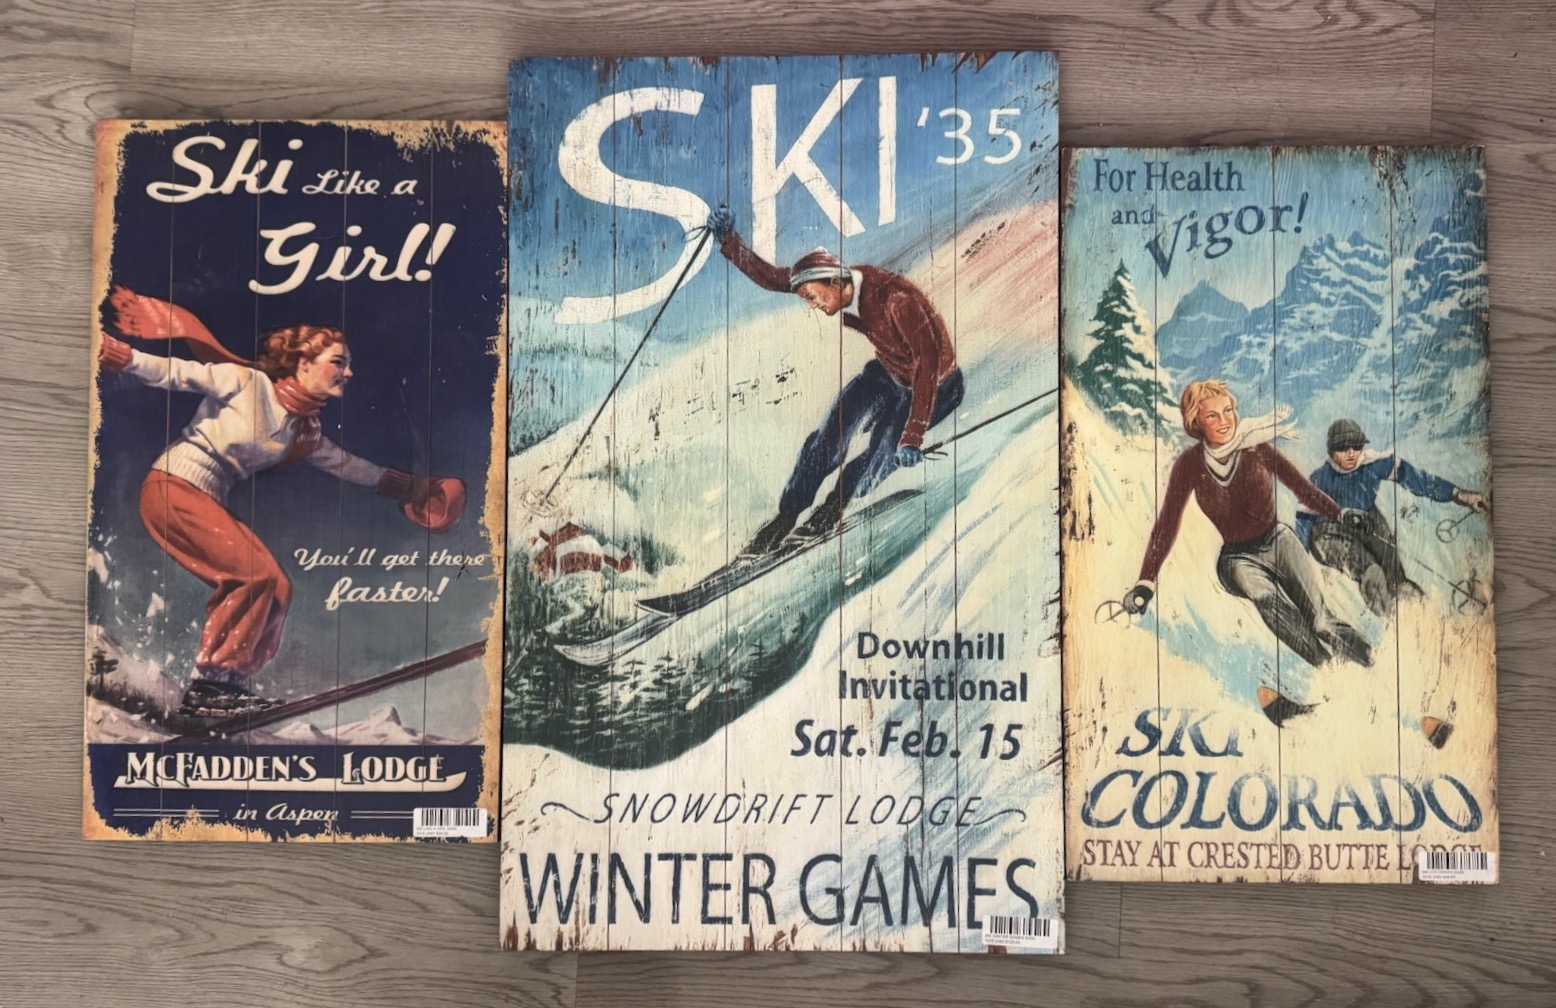 Ski Like a
Girl!
You'll get there
faster!
McFADDEN'S LODGE
in Aspen
SKI '35
Downhill
Invitational
Sat. Feb. 15
SNOWDRIFT LODGE
WINTER GAMES
For Health
and Vigor!
SKI
COLORADO
STAY AT CRESTED BUTTE LODGE